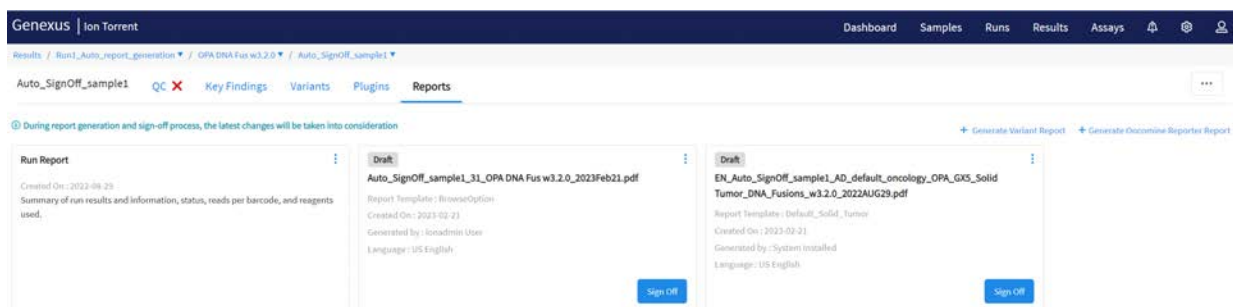 Genexus | Ion Torrent
Dashboard Samples Runs Results Assays
Results / Run1_Auto_report_generation ▼ / OPA DNA Fus w3.2.0 ▼ / Auto_SignOff_sample1 ▼
Auto_SignOff_sample1 QC ✕ Key Findings Variants Plugins Reports ...
During report generation and sign-off process, the latest changes will be taken into consideration
+ Generate Variant Report + Generate Oncomine Reporter Report
Run Report
Created On : 2022-08-29
Summary of run results and information, status, reads per barcode, and reagents
used.
Draft
Auto_SignOff_sample1_31_OPA DNA Fus w3.2.0_2023Feb21.pdf
Report Template : BrowseOption
Created On : 2023-02-21
Generated by : Ionadmin User
Language : US English
Sign Off
Draft
EN_Auto_SignOff_sample1_AD_default_oncology_OPA_GX5_Solid
Tumor_DNA_Fusions_w3.2.0_2022AUG29.pdf
Report Template : Default_Solid_Tumor
Created On : 2023-02-21
Generated by : System Installed
Language : US English
Sign Off